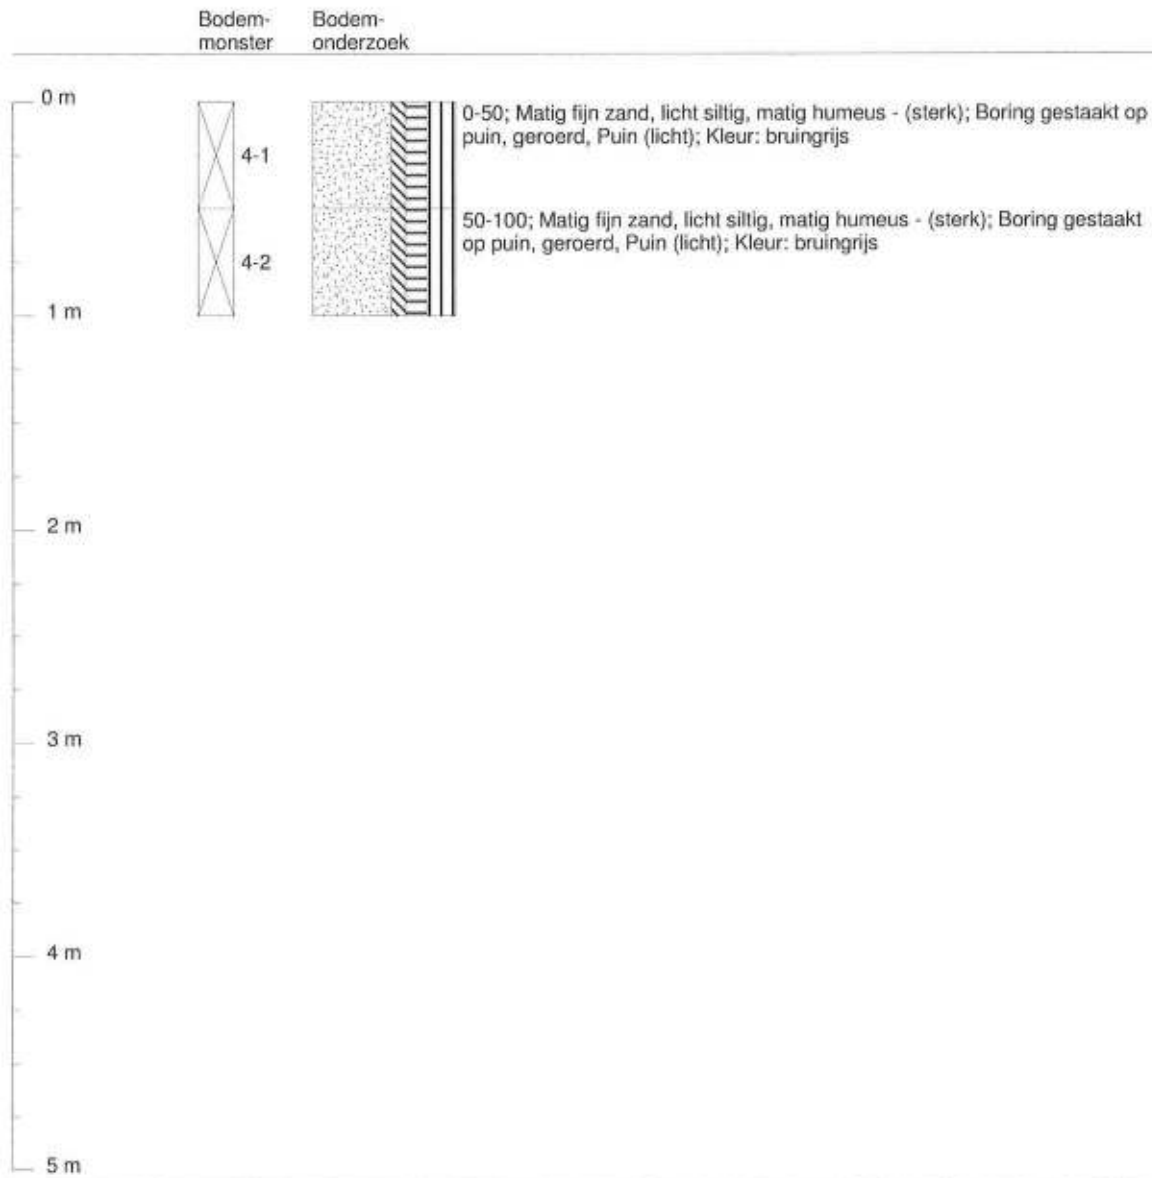 Bodem-
monster
Bodem-
onderzoek
0 m
0-50; Matig fijn zand, licht siltig, matig humeus - (sterk); Boring gestaakt op
puin, geroerd, Puin (licht); Kleur: bruingrijs
4-1
50-100; Matig fijn zand, licht siltig, matig humeus - (sterk); Boring gestaakt
op puin, geroerd, Puin (licht); Kleur: bruingrijs
4-2
1 m
2 m
3 m
4 m
5 m